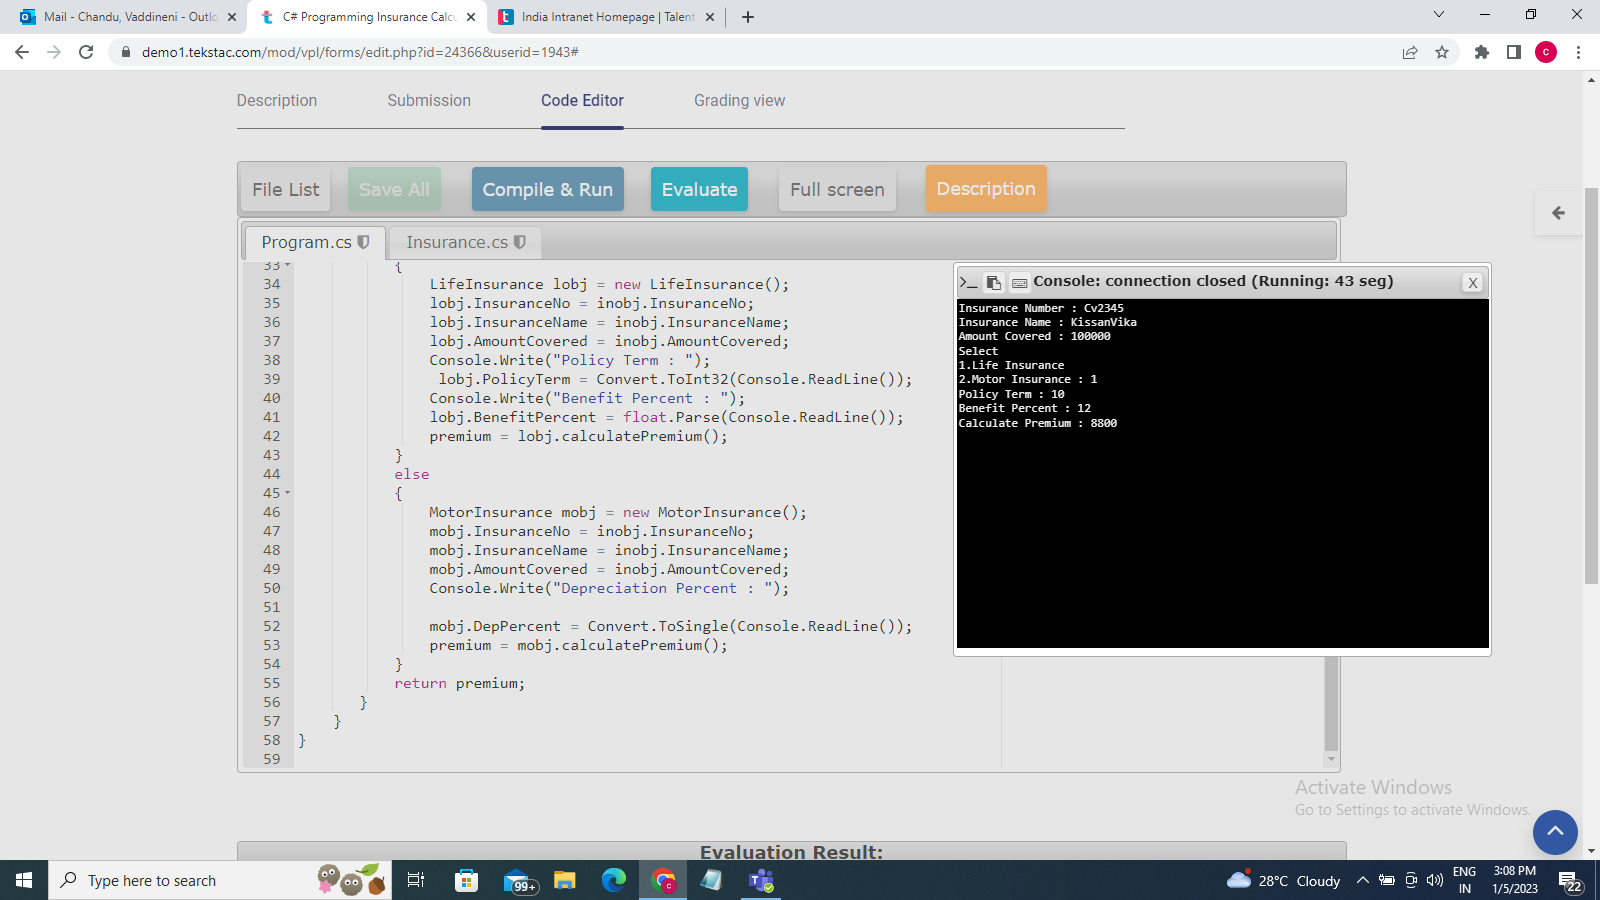 Mail - Chandu, Vaddineni - Outlo
C# Programming Insurance Calcu
India Intranet Homepage | Talent
demo1.tekstac.com/mod/vpl/forms/edit.php?id=24366&userid=1943#
C
Description
Submission
Code Editor
Grading view
File List
Save All
Compile & Run
Evaluate
Full screen
Description
Program.cs
Insurance.cs
33 {
34 LifeInsurance lobj = new LifeInsurance();
35 lobj.InsuranceNo = inobj.InsuranceNo;
36 lobj.InsuranceName = inobj.InsuranceName;
37 lobj.AmountCovered = inobj.AmountCovered;
38 Console.Write("Policy Term : ");
39 lobj.PolicyTerm = Convert.ToInt32(Console.ReadLine());
40 Console.Write("Benefit Percent : ");
41 lobj.BenefitPercent = float.Parse(Console.ReadLine());
42 premium = lobj.calculatePremium();
43 }
44 else
45 {
46 MotorInsurance mobj = new MotorInsurance();
47 mobj.InsuranceNo = inobj.InsuranceNo;
48 mobj.InsuranceName = inobj.InsuranceName;
49 mobj.AmountCovered = inobj.AmountCovered;
50 Console.Write("Depreciation Percent : ");
51
52 mobj.DepPercent = Convert.ToSingle(Console.ReadLine());
53 premium = mobj.calculatePremium();
54 }
55 return premium;
56 }
57 }
58 }
59
Console: connection closed (Running: 43 seg)
X
Insurance Number : Cv2345
Insurance Name : KissanVika
Amount Covered : 100000
Select
1.Life Insurance
2.Motor Insurance : 1
Policy Term : 10
Benefit Percent : 12
Calculate Premium : 8800
Activate Windows
Go to Settings to activate Windows.
Evaluation Result:
Type here to search
99+
28°C Cloudy
ENG
IN
3:08 PM
1/5/2023
22